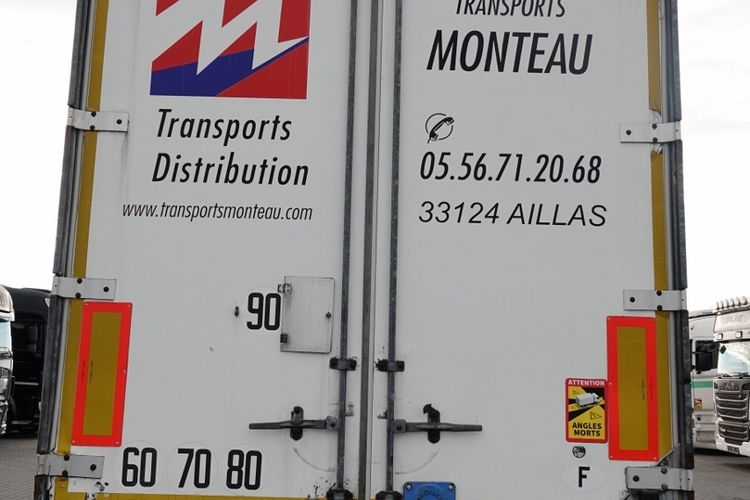 M
Transports
Distribution
www.transportsmonteau.com
TRANSPORTS
MONTEAU
05.56.71.20.68
33124 AILLAS
90
ATTENTION
ANGLES
MORTS
60 70 80
F